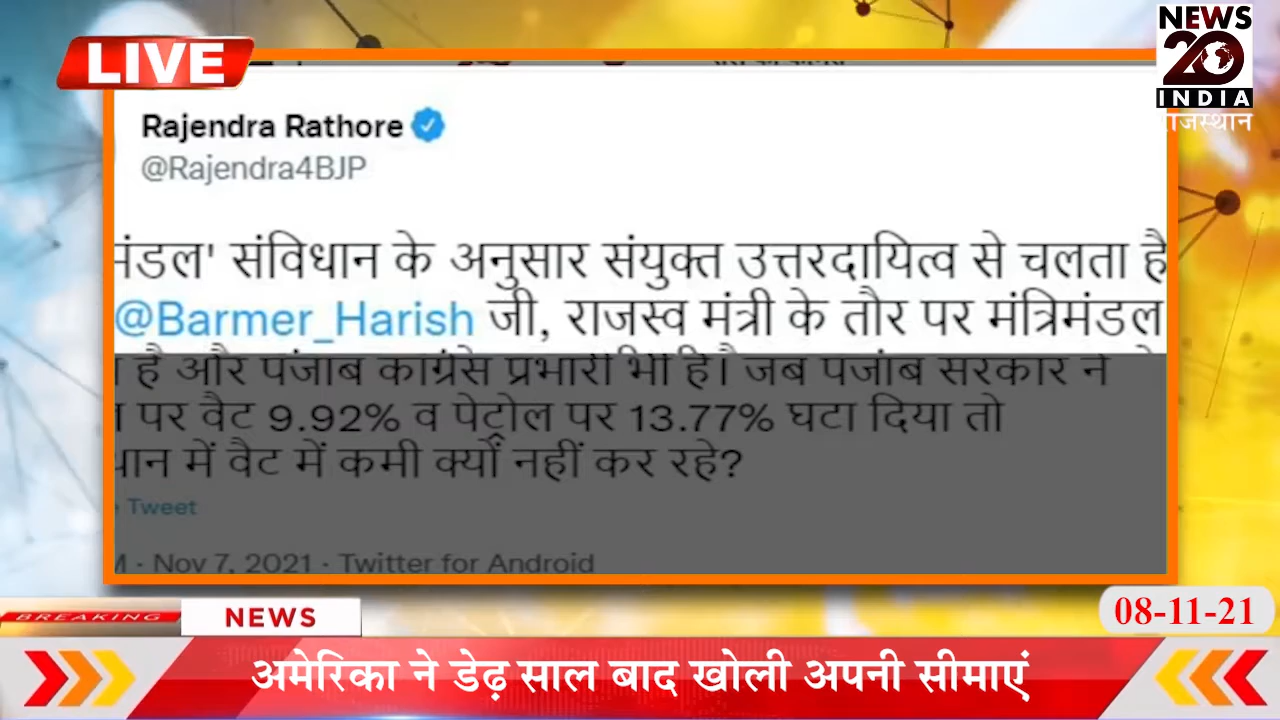 LIVE
NEWS
20
INDIA
राजस्थान
Rajendra Rathore
@Rajendra4BJP
मंडल' संविधान के अनुसार संयुक्त उत्तरदायित्व से चलता है
@Barmer_Harish जी, राजस्व मंत्री के तौर पर मंत्रिमंडल
है और पंजाब कांग्रेस प्रभारी भी हैं। जब पंजाब सरकार ने
पर वैट 9.92% व पेट्रोल पर 13.77% घटा दिया तो
में वैट में कमी क्यों नहीं कर रहे?
Tweet
· Nov 7, 2021 · Twitter for Android
BREAKING
NEWS
08-11-21
अमेरिका ने डेढ़ साल बाद खोली अपनी सीमाएं